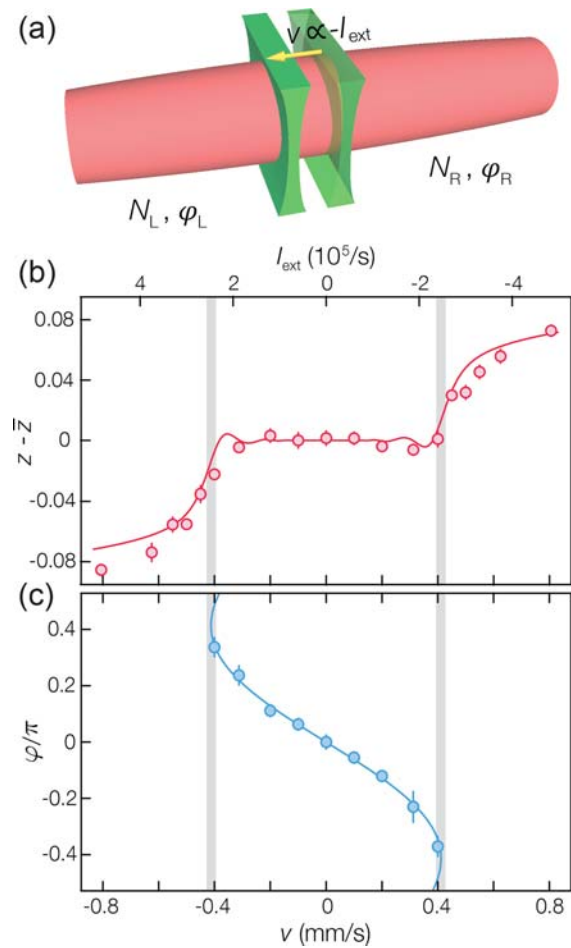 (a)
v ∝ -I_ext
N_L , φ_L
N_R , φ_R
(b)
I_ext (10^5/s)
4 2 0 -2 -4
0.08
0.04
0
-0.04
-0.08
z - z̅
(c)
0.4
0.2
0
-0.2
-0.4
φ/π
-0.8 -0.4 0 0.4 0.8
v (mm/s)